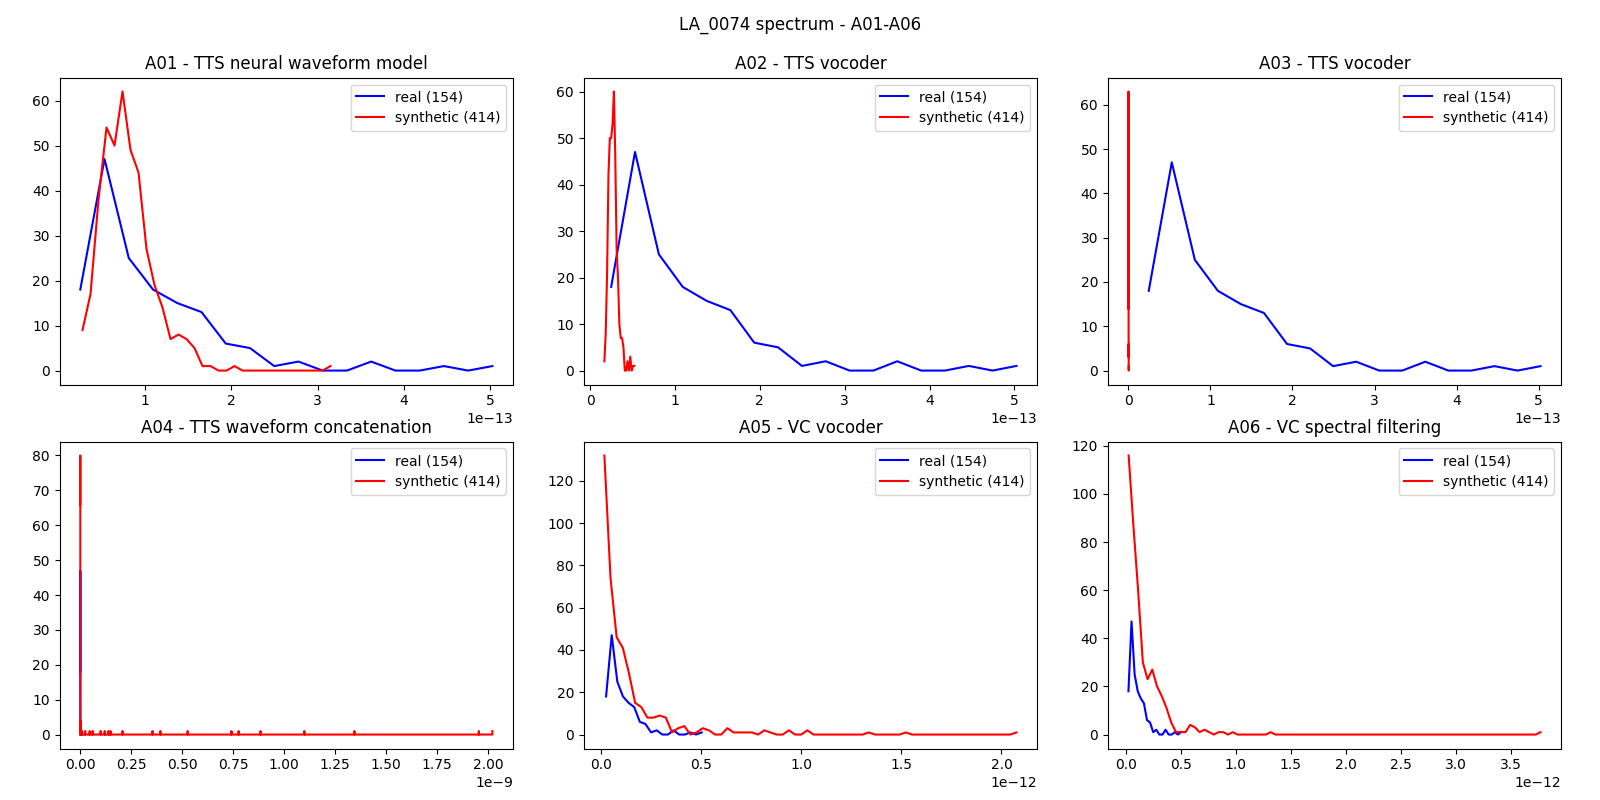 LA_0074 spectrum - A01-A06
A01 - TTS neural waveform model
real (154)
synthetic (414)
60
50
40
30
20
10
0
1 2 3 4 5
1e−13
A02 - TTS vocoder
real (154)
synthetic (414)
60
50
40
30
20
10
0
0 1 2 3 4 5
1e−13
A03 - TTS vocoder
real (154)
synthetic (414)
60
50
40
30
20
10
0
0 1 2 3 4 5
1e−13
A04 - TTS waveform concatenation
real (154)
synthetic (414)
80
70
60
50
40
30
20
10
0
0.00 0.25 0.50 0.75 1.00 1.25 1.50 1.75 2.00
1e−9
A05 - VC vocoder
real (154)
synthetic (414)
120
100
80
60
40
20
0
0.0 0.5 1.0 1.5 2.0
1e−12
A06 - VC spectral filtering
real (154)
synthetic (414)
120
100
80
60
40
20
0
0.0 0.5 1.0 1.5 2.0 2.5 3.0 3.5
1e−12